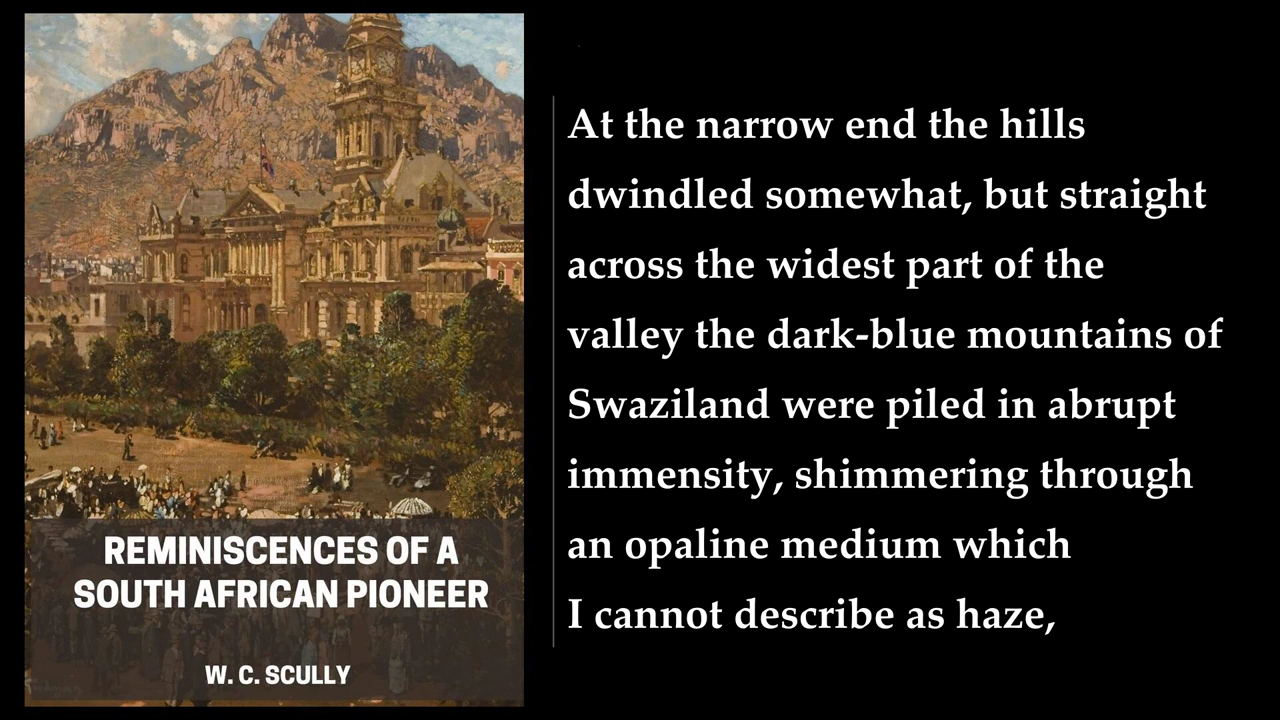 REMINISCENCES OF A
SOUTH AFRICAN PIONEER
W. C. SCULLY
At the narrow end the hills
dwindled somewhat, but straight
across the widest part of the
valley the dark-blue mountains of
Swaziland were piled in abrupt
immensity, shimmering through
an opaline medium which
I cannot describe as haze,